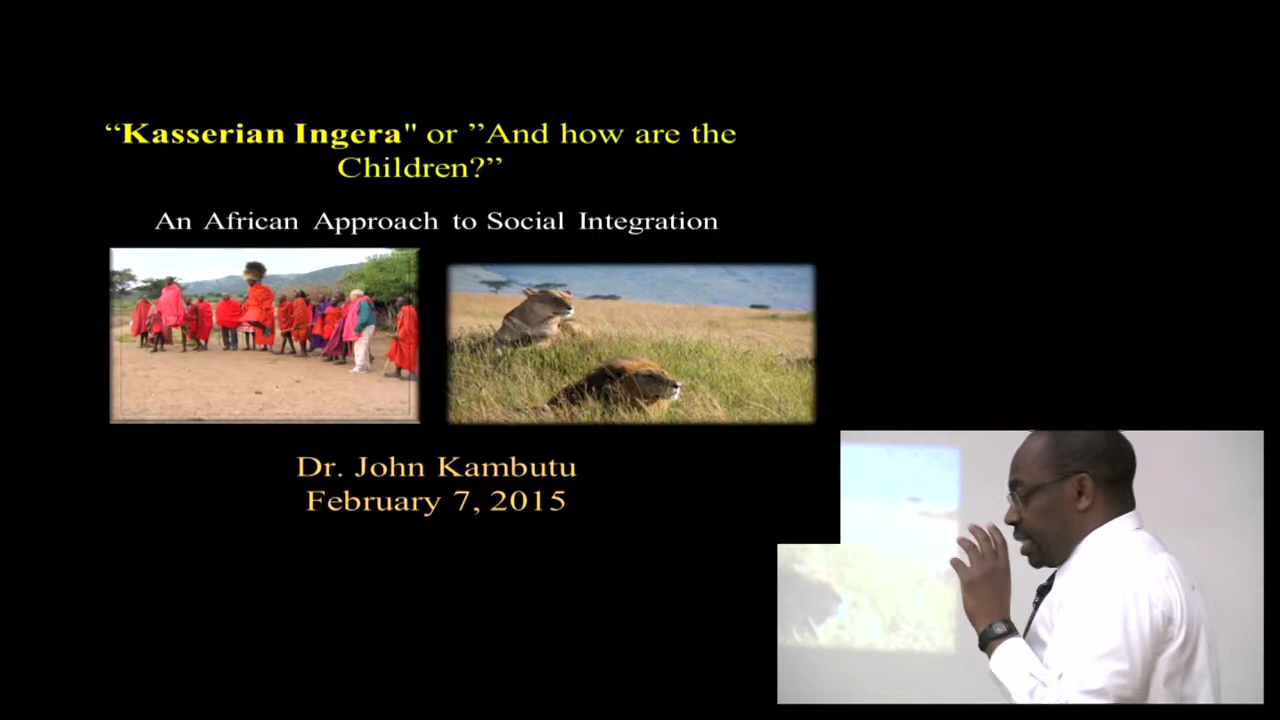 “Kasserian Ingera" or ”And how are the
Children?”
An African Approach to Social Integration
Dr. John Kambutu
February 7, 2015